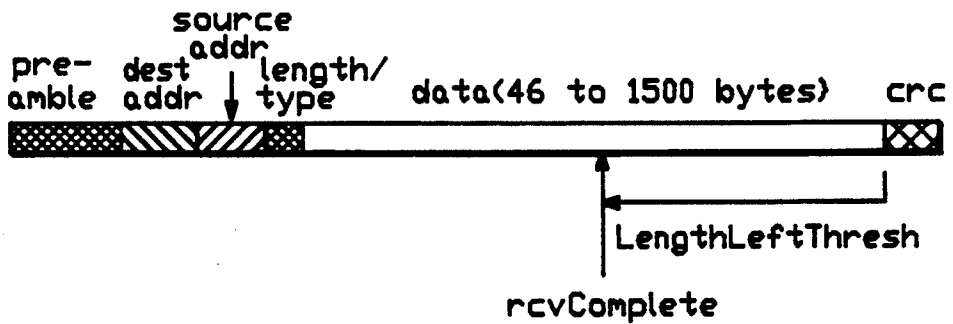 source
addr
pre-
amble
dest
addr
length/
type
data(46 to 1500 bytes)
crc
LengthLeftThresh
rcvComplete